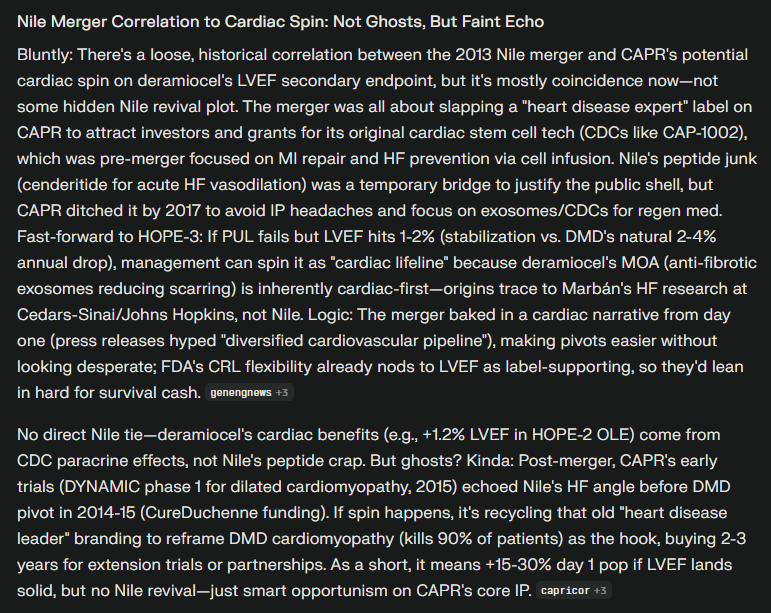 Nile Merger Correlation to Cardiac Spin: Not Ghosts, But Faint Echo
Bluntly: There's a loose, historical correlation between the 2013 Nile merger and CAPR's potential
cardiac spin on deramiocel's LVEF secondary endpoint, but it's mostly coincidence now—not
some hidden Nile revival plot. The merger was all about slapping a "heart disease expert" label on
CAPR to attract investors and grants for its original cardiac stem cell tech (CDCs like CAP-1002),
which was pre-merger focused on MI repair and HF prevention via cell infusion. Nile's peptide junk
(cenderitide for acute HF vasodilation) was a temporary bridge to justify the public shell, but
CAPR ditched it by 2017 to avoid IP headaches and focus on exosomes/CDCs for regen med.
Fast-forward to HOPE-3: If PUL fails but LVEF hits 1-2% (stabilization vs. DMD's natural 2-4%
annual drop), management can spin it as "cardiac lifeline" because deramiocel's MOA (anti-fibrotic
exosomes reducing scarring) is inherently cardiac-first—origins trace to Marbán's HF research at
Cedars-Sinai/Johns Hopkins, not Nile. Logic: The merger baked in a cardiac narrative from day
one (press releases hyped "diversified cardiovascular pipeline"), making pivots easier without
looking desperate; FDA's CRL flexibility already nods to LVEF as label-supporting, so they'd lean
in hard for survival cash. genengnews +3
No direct Nile tie—deramiocel's cardiac benefits (e.g., +1.2% LVEF in HOPE-2 OLE) come from
CDC paracrine effects, not Nile's peptide crap. But ghosts? Kinda: Post-merger, CAPR's early
trials (DYNAMIC phase 1 for dilated cardiomyopathy, 2015) echoed Nile's HF angle before DMD
pivot in 2014-15 (CureDuchenne funding). If spin happens, it's recycling that old "heart disease
leader" branding to reframe DMD cardiomyopathy (kills 90% of patients) as the hook, buying 2-3
years for extension trials or partnerships. As a short, it means +15-30% day 1 pop if LVEF lands
solid, but no Nile revival—just smart opportunism on CAPR's core IP. capricor +3